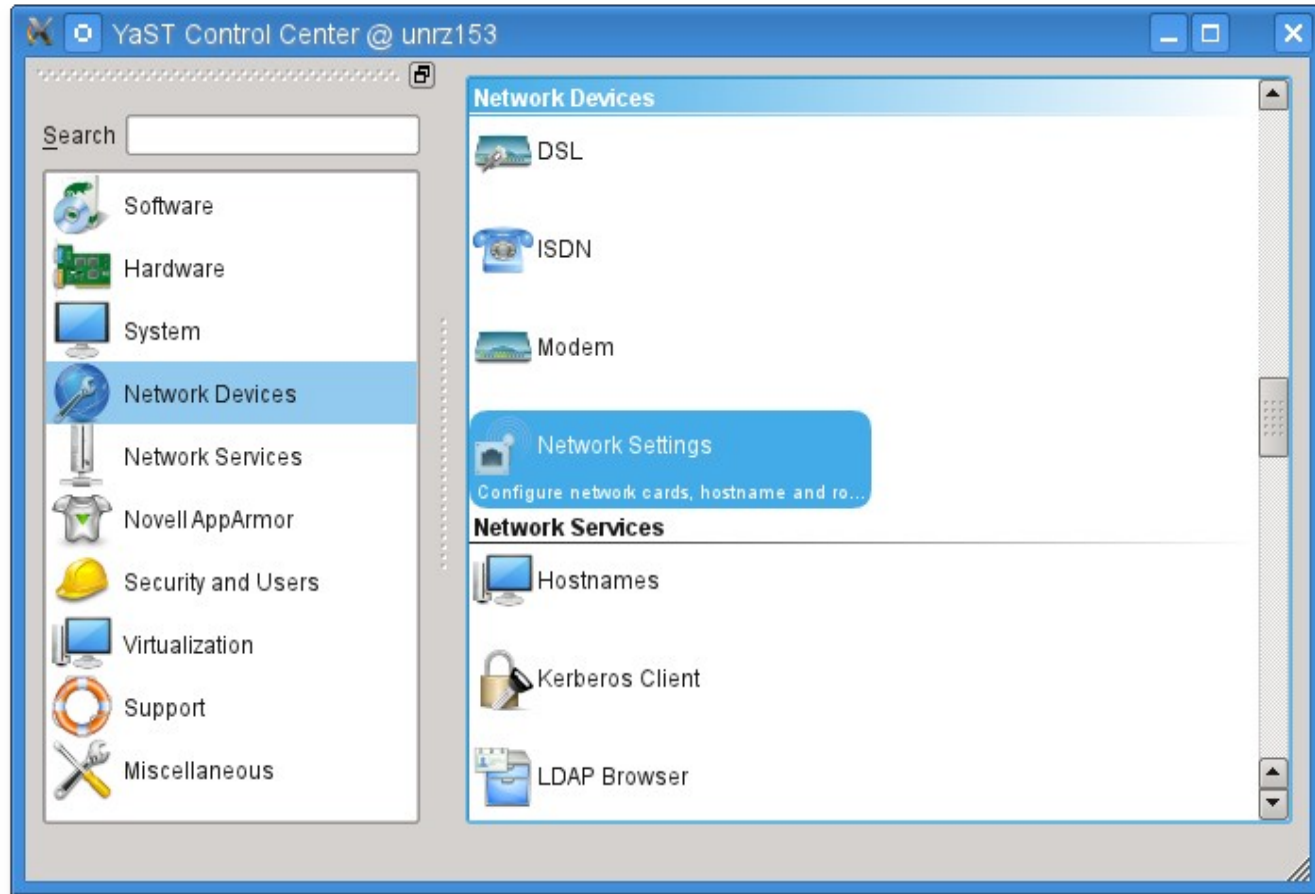 YaST Control Center @ unrz153
Search
Software
Hardware
System
Network Devices
Network Services
Novell AppArmor
Security and Users
Virtualization
Support
Miscellaneous
Network Devices
DSL
ISDN
Modem
Network Settings
Configure network cards, hostname and ro...
Network Services
Hostnames
Kerberos Client
LDAP Browser